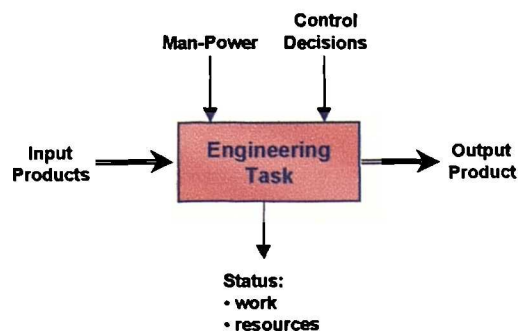 Man-Power
Control
Decisions
Input
Products
Engineering
Task
Output
Product
Status:
• work
• resources